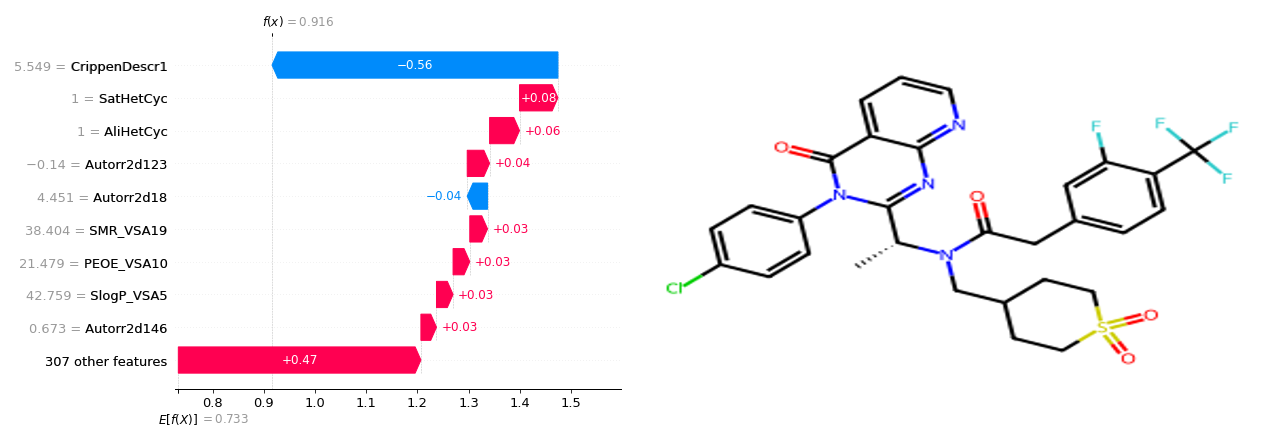 f(x) = 0.916
5.549 = CrippenDescr1 −0.56
1 = SatHetCyc +0.08
1 = AliHetCyc +0.06
−0.14 = Autorr2d123 +0.04
4.451 = Autorr2d18 −0.04
38.404 = SMR_VSA19 +0.03
21.479 = PEOE_VSA10 +0.03
42.759 = SlogP_VSA5 +0.03
0.673 = Autorr2d146 +0.03
307 other features +0.47
0.8 0.9 1.0 1.1 1.2 1.3 1.4 1.5
E[f(X)] = 0.733
N
F F F
O
N
F
N
O
N
Cl
S O
O